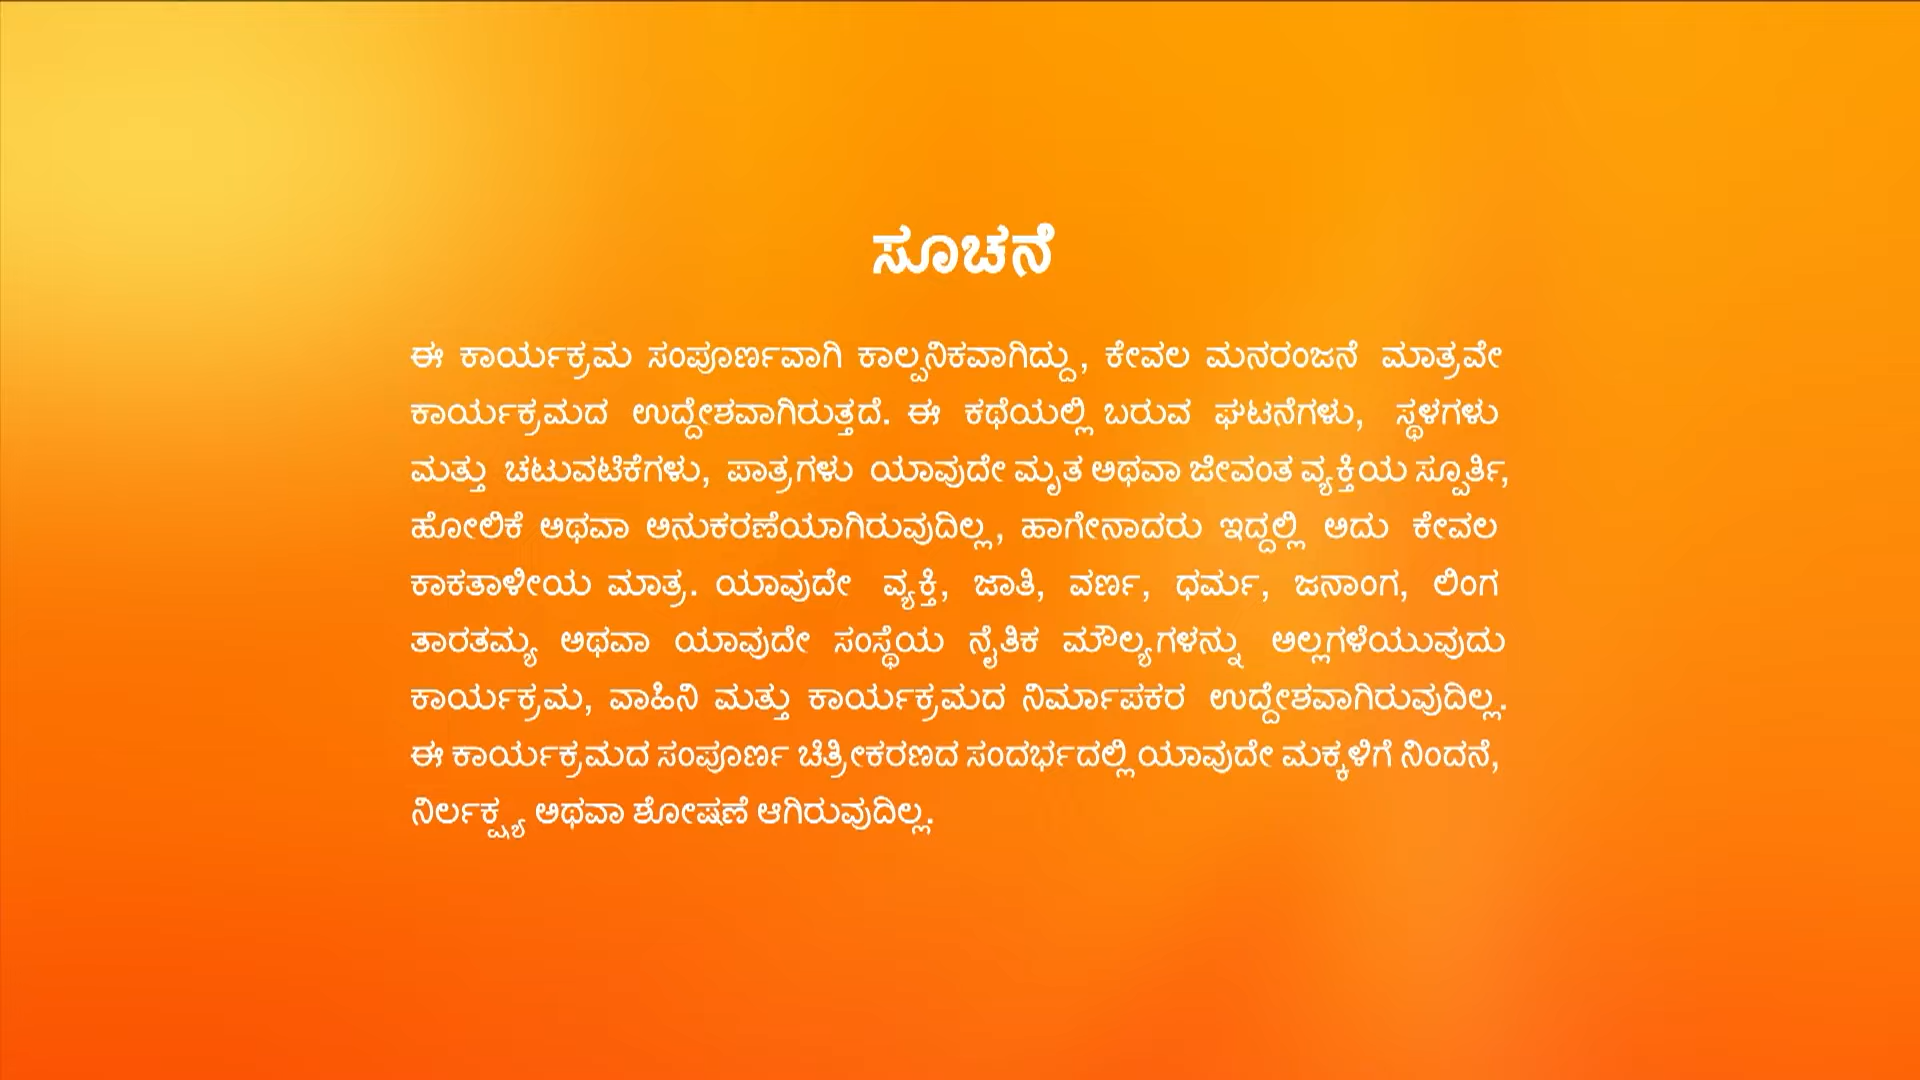 ಸೂಚನೆ
ಈ ಕಾರ್ಯಕ್ರಮ ಸಂಪೂರ್ಣವಾಗಿ ಕಾಲ್ಪನಿಕವಾಗಿದ್ದು, ಕೇವಲ ಮನರಂಜನೆ ಮಾತ್ರವೇ
ಕಾರ್ಯಕ್ರಮದ ಉದ್ದೇಶವಾಗಿರುತ್ತದೆ. ಈ ಕಥೆಯಲ್ಲಿ ಬರುವ ಘಟನೆಗಳು, ಸ್ಥಳಗಳು
ಮತ್ತು ಚಟುವಟಿಕೆಗಳು, ಪಾತ್ರಗಳು ಯಾವುದೇ ಮೃತ ಅಥವಾ ಜೀವಂತ ವ್ಯಕ್ತಿಯ ಸ್ಪೂರ್ತಿ,
ಹೋಲಿಕೆ ಅಥವಾ ಅನುಕರಣೆಯಾಗಿರುವುದಿಲ್ಲ, ಹಾಗೇನಾದರು ಇದ್ದಲ್ಲಿ ಅದು ಕೇವಲ
ಕಾಕತಾಳೀಯ ಮಾತ್ರ. ಯಾವುದೇ ವ್ಯಕ್ತಿ, ಜಾತಿ, ವರ್ಣ, ಧರ್ಮ, ಜನಾಂಗ, ಲಿಂಗ
ತಾರತಮ್ಯ ಅಥವಾ ಯಾವುದೇ ಸಂಸ್ಥೆಯ ನೈತಿಕ ಮೌಲ್ಯಗಳನ್ನು ಅಲ್ಲಗಳೆಯುವುದು
ಕಾರ್ಯಕ್ರಮ, ವಾಹಿನಿ ಮತ್ತು ಕಾರ್ಯಕ್ರಮದ ನಿರ್ಮಾಪಕರ ಉದ್ದೇಶವಾಗಿರುವುದಿಲ್ಲ.
ಈ ಕಾರ್ಯಕ್ರಮದ ಸಂಪೂರ್ಣ ಚಿತ್ರೀಕರಣದ ಸಂದರ್ಭದಲ್ಲಿ ಯಾವುದೇ ಮಕ್ಕಳಿಗೆ ನಿಂದನೆ,
ನಿರ್ಲಕ್ಷ್ಯ ಅಥವಾ ಶೋಷಣೆ ಆಗಿರುವುದಿಲ್ಲ.